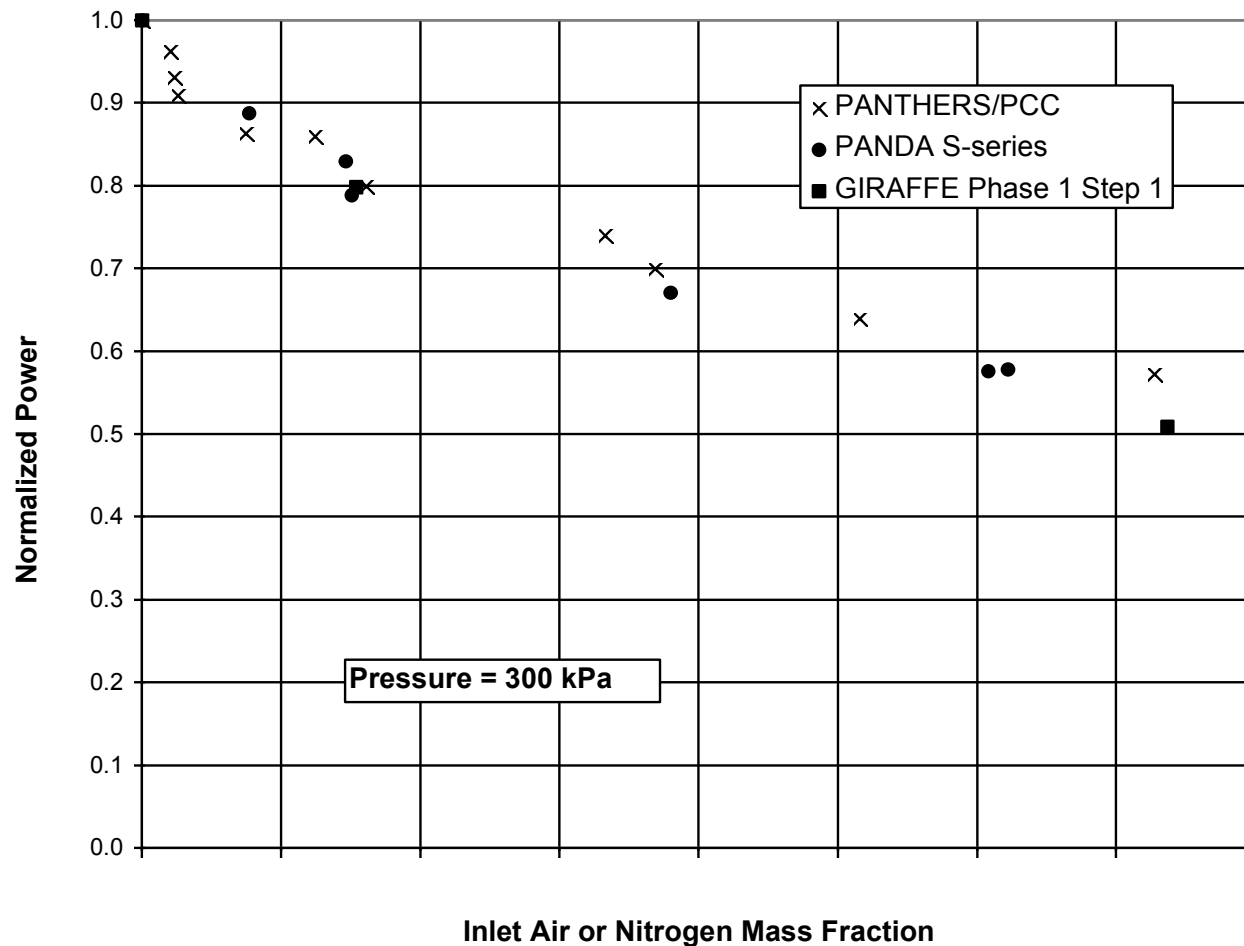 1.0
0.9
0.8
0.7
0.6
0.5
0.4
0.3
0.2
0.1
0.0
Normalized Power
PANTHERS/PCC
PANDA S-series
GIRAFFE Phase 1 Step 1
Pressure = 300 kPa
Inlet Air or Nitrogen Mass Fraction